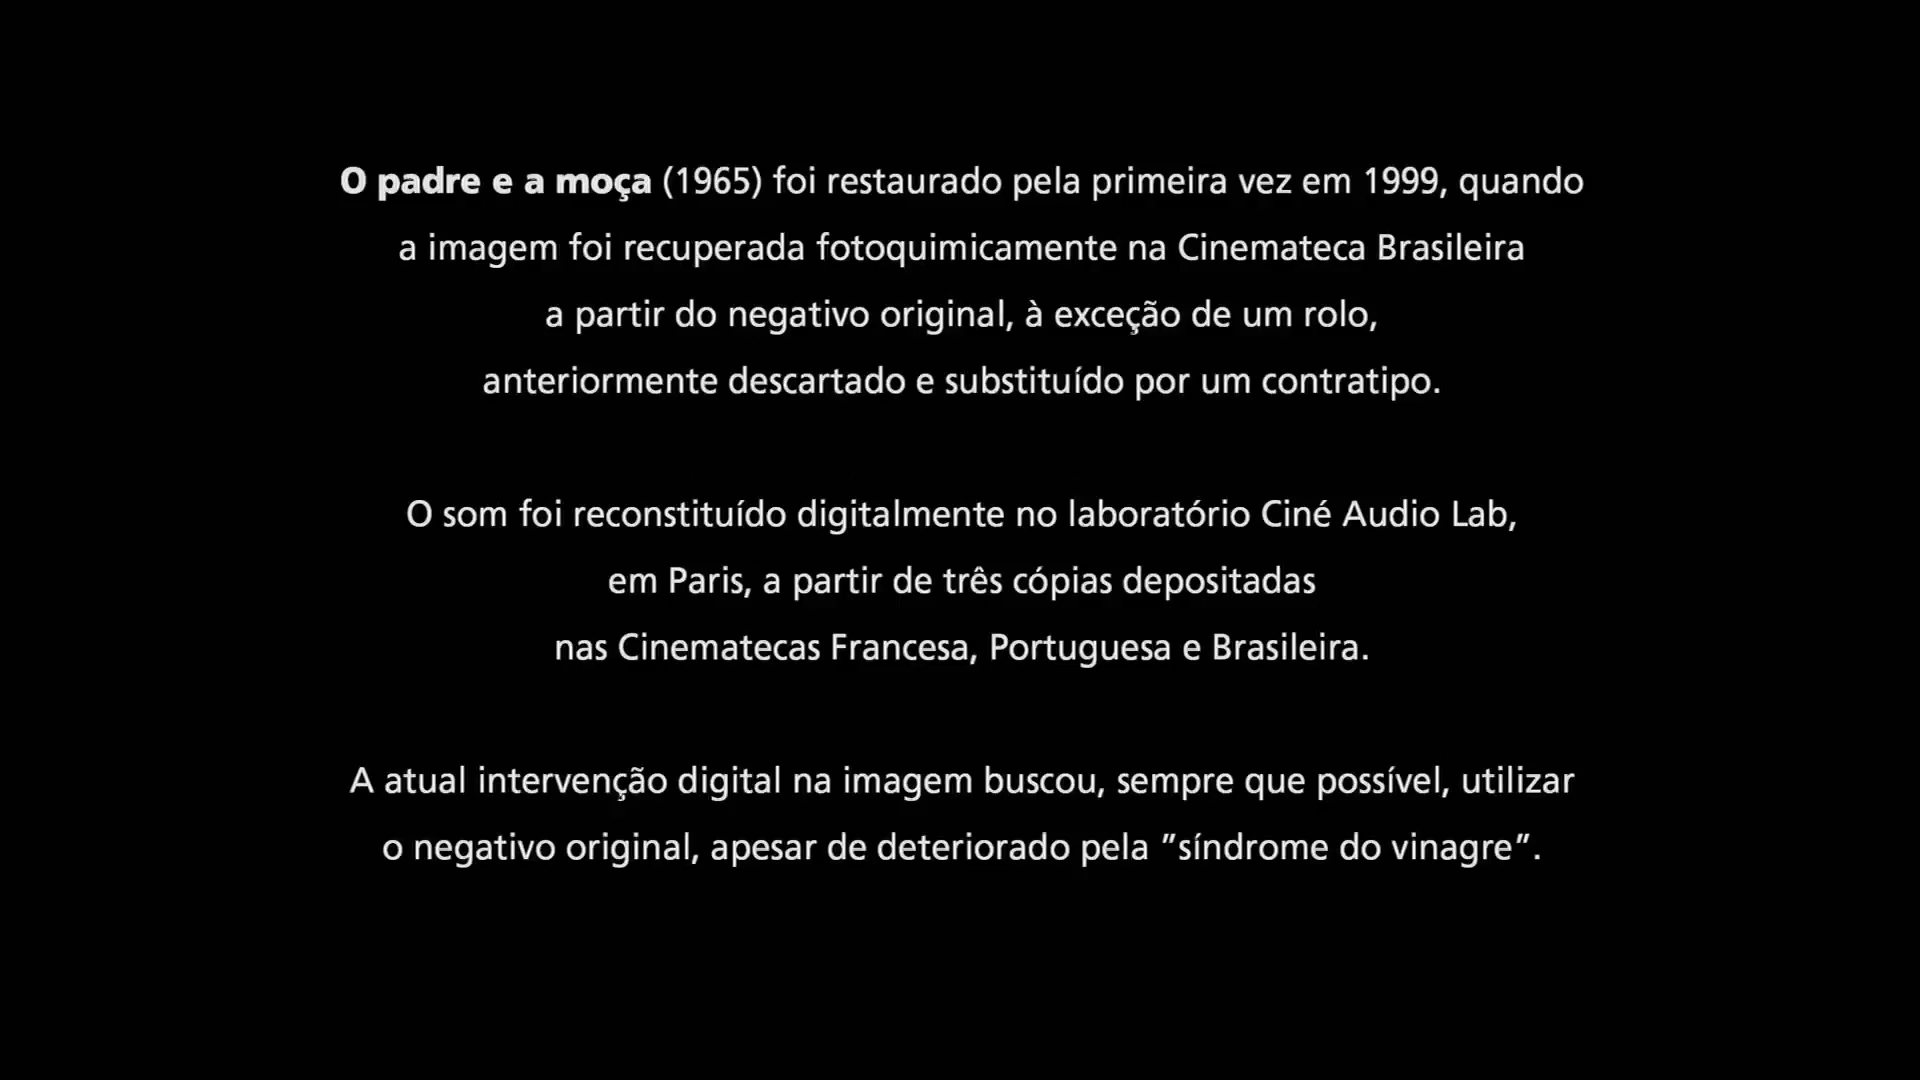 O padre e a moça (1965) foi restaurado pela primeira vez em 1999, quando
a imagem foi recuperada fotoquimicamente na Cinemateca Brasileira
a partir do negativo original, à exceção de um rolo,
anteriormente descartado e substituído por um contratipo.
O som foi reconstituído digitalmente no laboratório Ciné Audio Lab,
em Paris, a partir de três cópias depositadas
nas Cinematecas Francesa, Portuguesa e Brasileira.
A atual intervenção digital na imagem buscou, sempre que possível, utilizar
o negativo original, apesar de deteriorado pela ”síndrome do vinagre”.